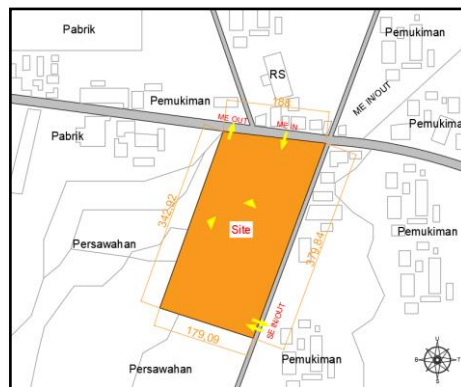 Pabrik
Pemukiman
RS
ME IN/OUT
Pemukiman
188
ME OUT
ME IN
Pemukiman
Pabrik
342.92
Site
379.84
Persawahan
Pemukiman
SE IN/OUT
179.09
Persawahan
Pemukiman
U
B
T